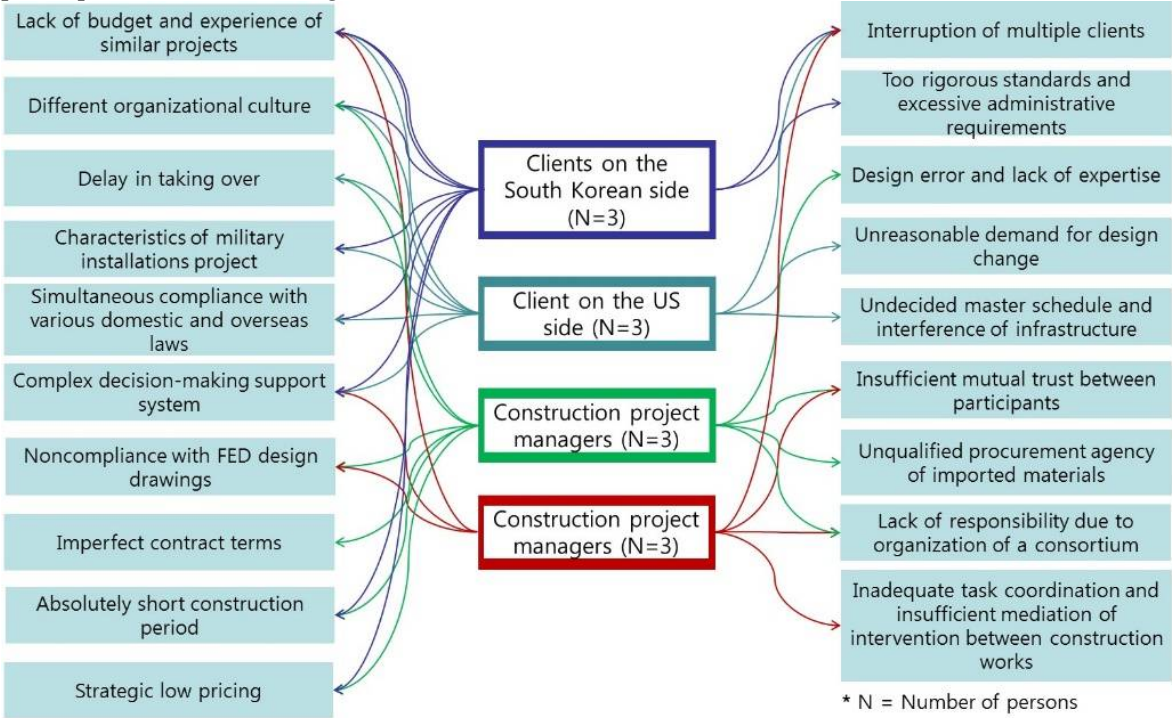 Lack of budget and experience of
similar projects
Different organizational culture
Delay in taking over
Characteristics of military
installations project
Simultaneous compliance with
various domestic and overseas
laws
Complex decision-making support
system
Noncompliance with FED design
drawings
Imperfect contract terms
Absolutely short construction
period
Strategic low pricing
Clients on the
South Korean side
(N=3)
Client on the US
side (N=3)
Construction project
managers (N=3)
Construction project
managers (N=3)
Interruption of multiple clients
Too rigorous standards and
excessive administrative
requirements
Design error and lack of expertise
Unreasonable demand for design
change
Undecided master schedule and
interference of infrastructure
Insufficient mutual trust between
participants
Unqualified procurement agency
of imported materials
Lack of responsibility due to
organization of a consortium
Inadequate task coordination and
insufficient mediation of
intervention between construction
works
* N = Number of persons